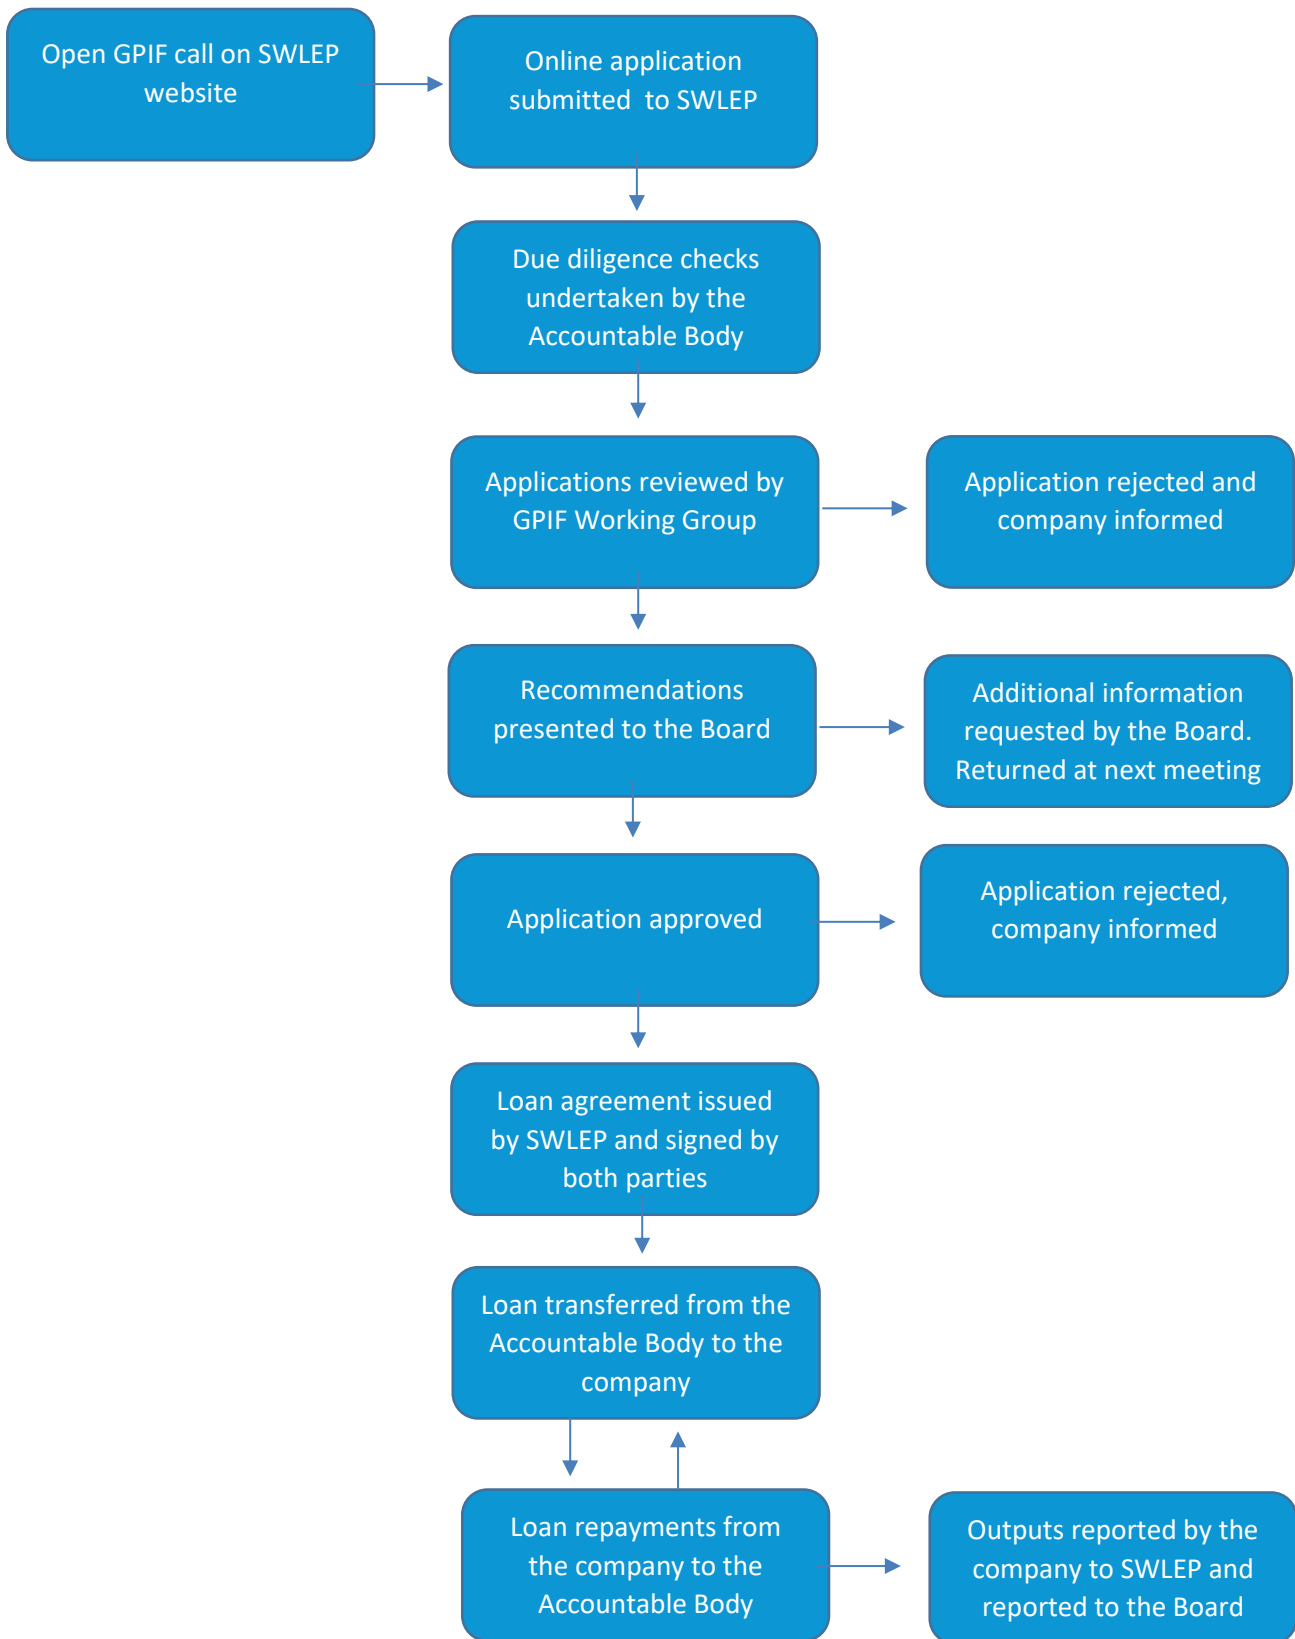 Open GPIF call on SWLEP
website
Online application
submitted  to SWLEP
Due diligence checks
undertaken by the
Accountable Body
Applications reviewed by
GPIF Working Group
Application rejected and
company informed
Recommendations
presented to the Board
Additional information
requested by the Board.
Returned at next meeting
Application approved
Application rejected,
company informed
Loan agreement issued
by SWLEP and signed by
both parties
Loan transferred from the
Accountable Body to the
company
Loan repayments from
the company to the
Accountable Body
Outputs reported by the
company to SWLEP and
reported to the Board